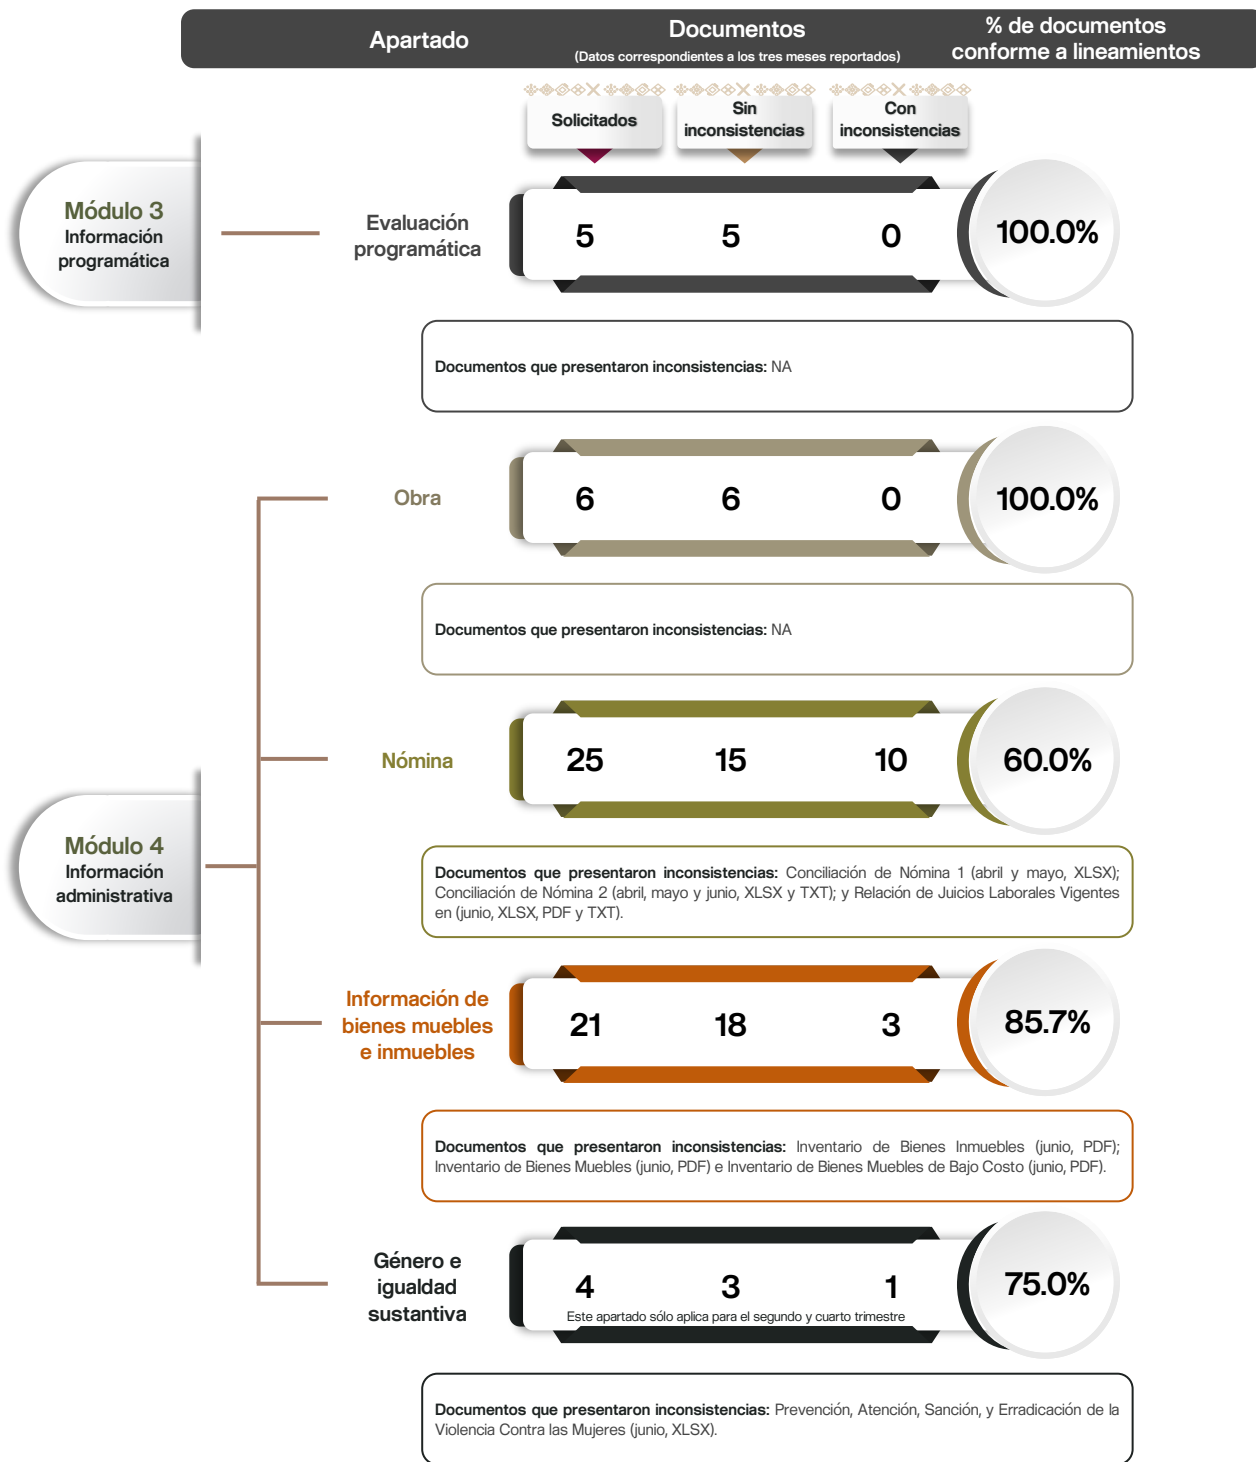 Apartado
Documentos
(Datos correspondientes a los tres meses reportados)
% de documentos
conforme a lineamientos
Solicitados
Sin
inconsistencias
Con
inconsistencias
Módulo 3
Información
programática
Evaluación
programática
5 5 0 100.0%
Documentos que presentaron inconsistencias: NA
Obra
6 6 0 100.0%
Documentos que presentaron inconsistencias: NA
Nómina
25 15 10 60.0%
Módulo 4
Información
administrativa
Documentos que presentaron inconsistencias: Conciliación de Nómina 1 (abril y mayo, XLSX);
Conciliación de Nómina 2 (abril, mayo y junio, XLSX y TXT); y Relación de Juicios Laborales Vigentes
en (junio, XLSX, PDF y TXT).
Información de
bienes muebles
e inmuebles
21 18 3 85.7%
Documentos que presentaron inconsistencias: Inventario de Bienes Inmuebles (junio, PDF);
Inventario de Bienes Muebles (junio, PDF) e Inventario de Bienes Muebles de Bajo Costo (junio, PDF).
Género e
igualdad
sustantiva
4 3 1 75.0%
Este apartado sólo aplica para el segundo y cuarto trimestre
Documentos que presentaron inconsistencias: Prevención, Atención, Sanción, y Erradicación de la
Violencia Contra las Mujeres (junio, XLSX).